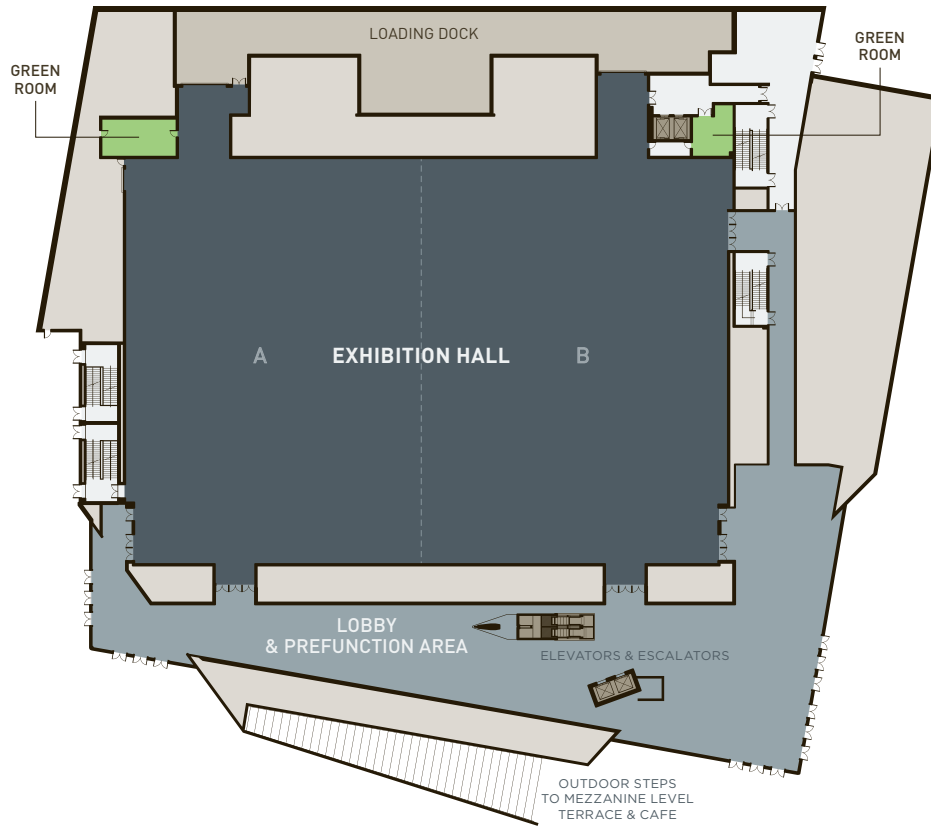 LOADING DOCK
GREEN
ROOM
GREEN
ROOM
A
EXHIBITION HALL
B
LOBBY
& PREFUNCTION AREA
ELEVATORS & ESCALATORS
OUTDOOR STEPS
TO MEZZANINE LEVEL
TERRACE & CAFE